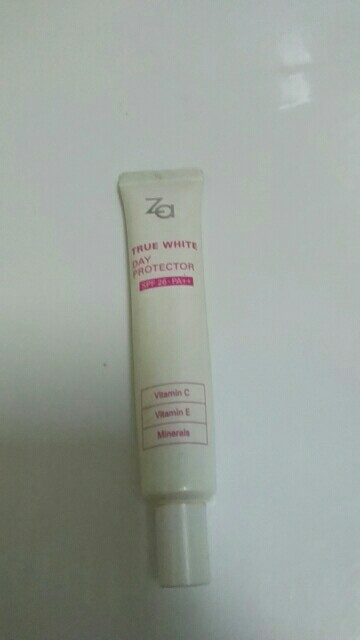 Za
TRUE WHITE
DAY
PROTECTOR
SPF 26 · PA++
Vitamin C
Vitamin E
Minerals